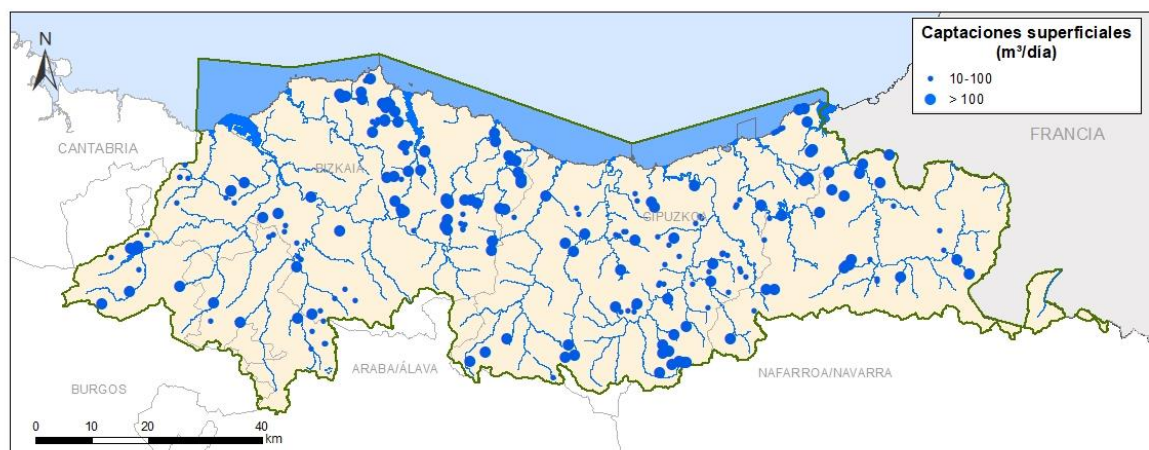 Captaciones superficiales
(m³/día)
10-100
> 100
N
CANTABRIA
BIZKAIA
GIPUZKOA
FRANCIA
ARABA/ÁLAVA
NAFARROA/NAVARRA
BURGOS
0 10 20 40
km